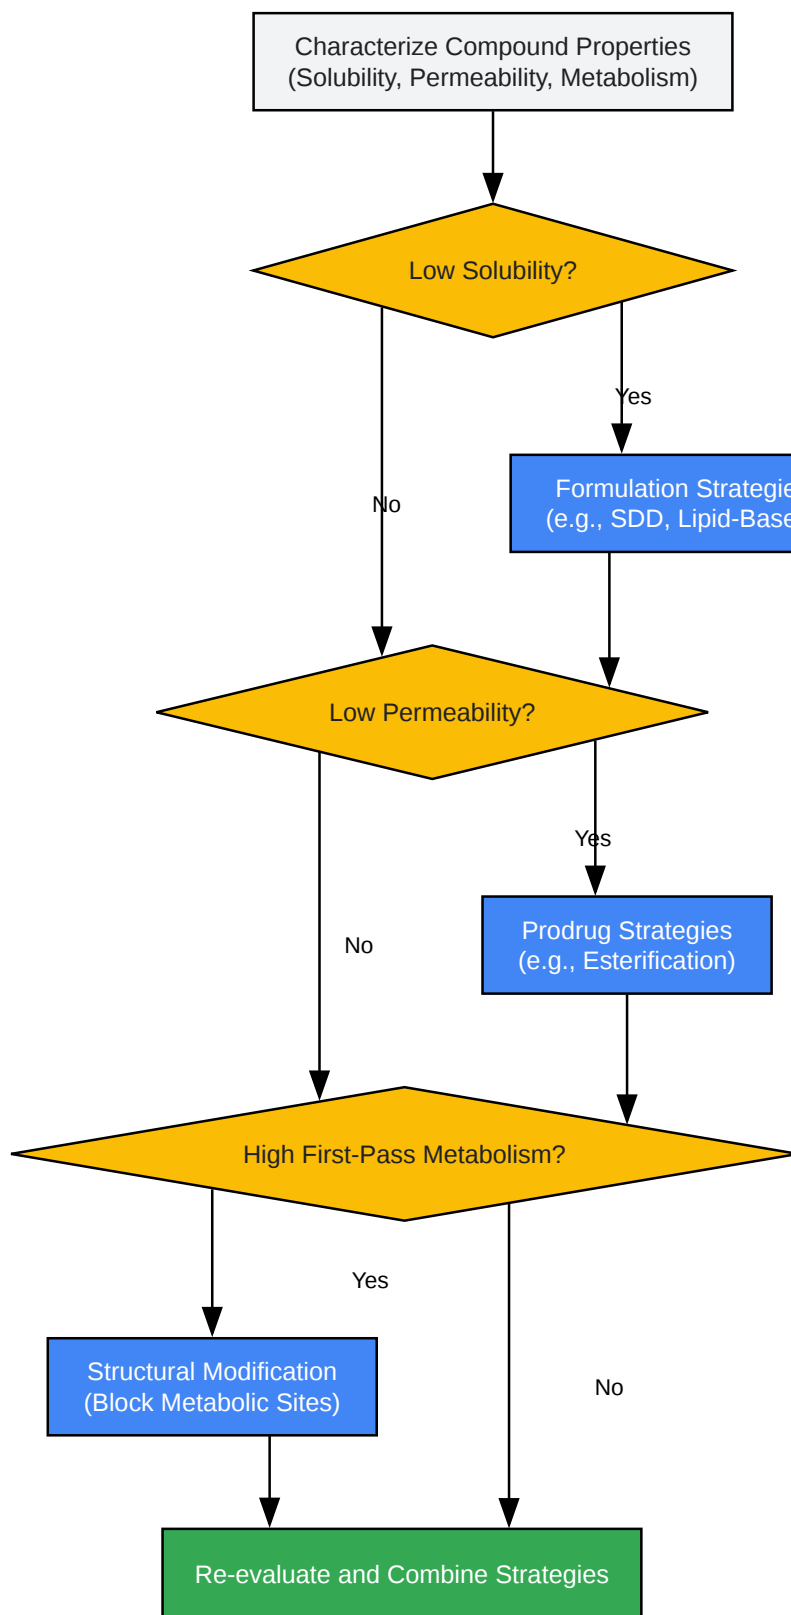 Characterize Compound Properties
(Solubility, Permeability, Metabolism)
Low Solubility?
Yes
Formulation Strategie
(e.g., SDD, Lipid-Base
No
Low Permeability?
Yes
Prodrug Strategies
(e.g., Esterification)
No
High First-Pass Metabolism?
Yes
Structural Modification
(Block Metabolic Sites)
No
Re-evaluate and Combine Strategies